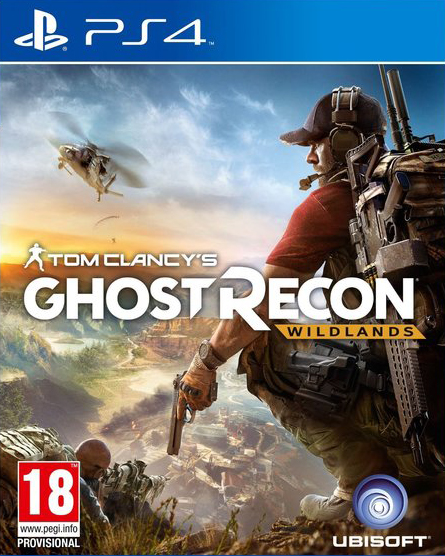 PS4
TOM CLANCY'S
GHOST RECON
WILDLANDS
18
www.pegi.info
PROVISIONAL
UBISOFT